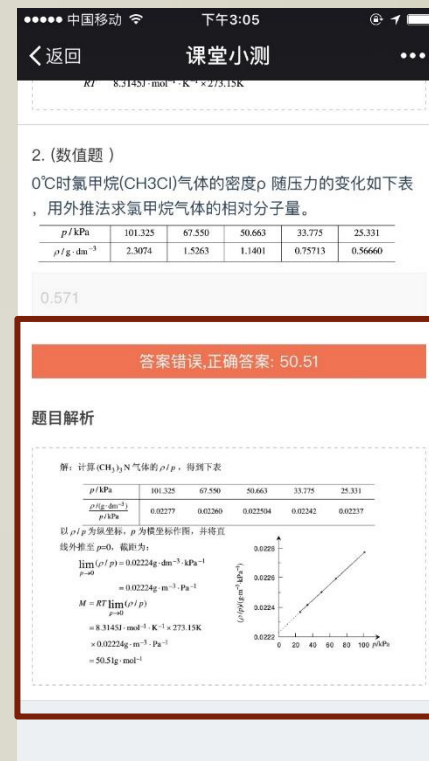 中国移动 下午3:05
返回 课堂小测
RT 8.3145J·mol⁻¹·K⁻¹×273.15K
2. (数值题 )
0℃时氯甲烷(CH3Cl)气体的密度ρ 随压力的变化如下表
,用外推法求氯甲烷气体的相对分子量。
p / kPa 101.325 67.550 50.663 33.775 25.331
ρ / g·dm⁻³ 2.3074 1.5263 1.1401 0.75713 0.56660
0.571
答案错误,正确答案: 50.51
题目解析
解:计算(CH₃)₃N 气体的ρ / p,得到下表
p / kPa 101.325 67.550 50.663 33.775 25.331
ρ /(g·dm⁻³)
p / kPa
0.02277 0.02260 0.022504 0.02242 0.02237
以ρ / p 为纵坐标,p 为横坐标作图,并将直
线外推至 p=0,截距为:
lim(ρ / p) = 0.02224g·dm⁻³·kPa⁻¹
p→0
= 0.02224g·m⁻³·Pa⁻¹
M = RT lim(ρ / p)
p→0
= 8.3145J·mol⁻¹·K⁻¹×273.15K
×0.02224g·m⁻³·Pa⁻¹
= 50.51g·mol⁻¹
(ρ/p)/(g·m⁻³·kPa⁻¹)
0.0228
0.0226
0.0224
0.0222
0 20 40 60 80 100 p/kPa